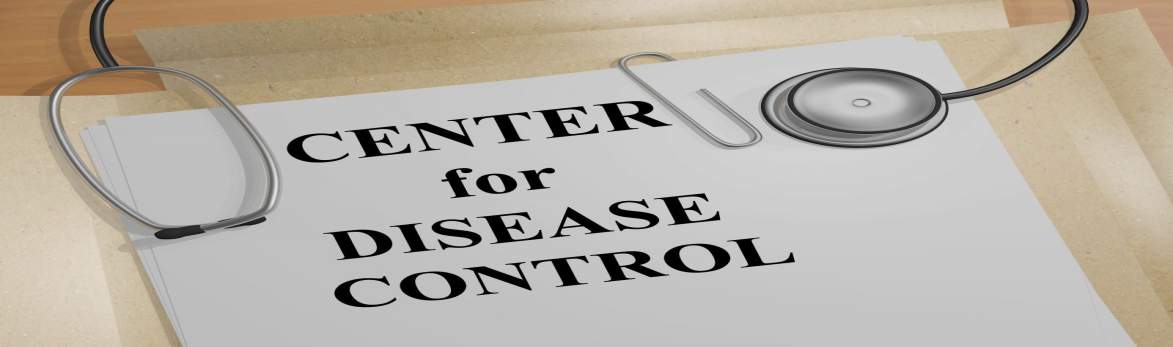 CENTER
for
DISEASE
CONTROL